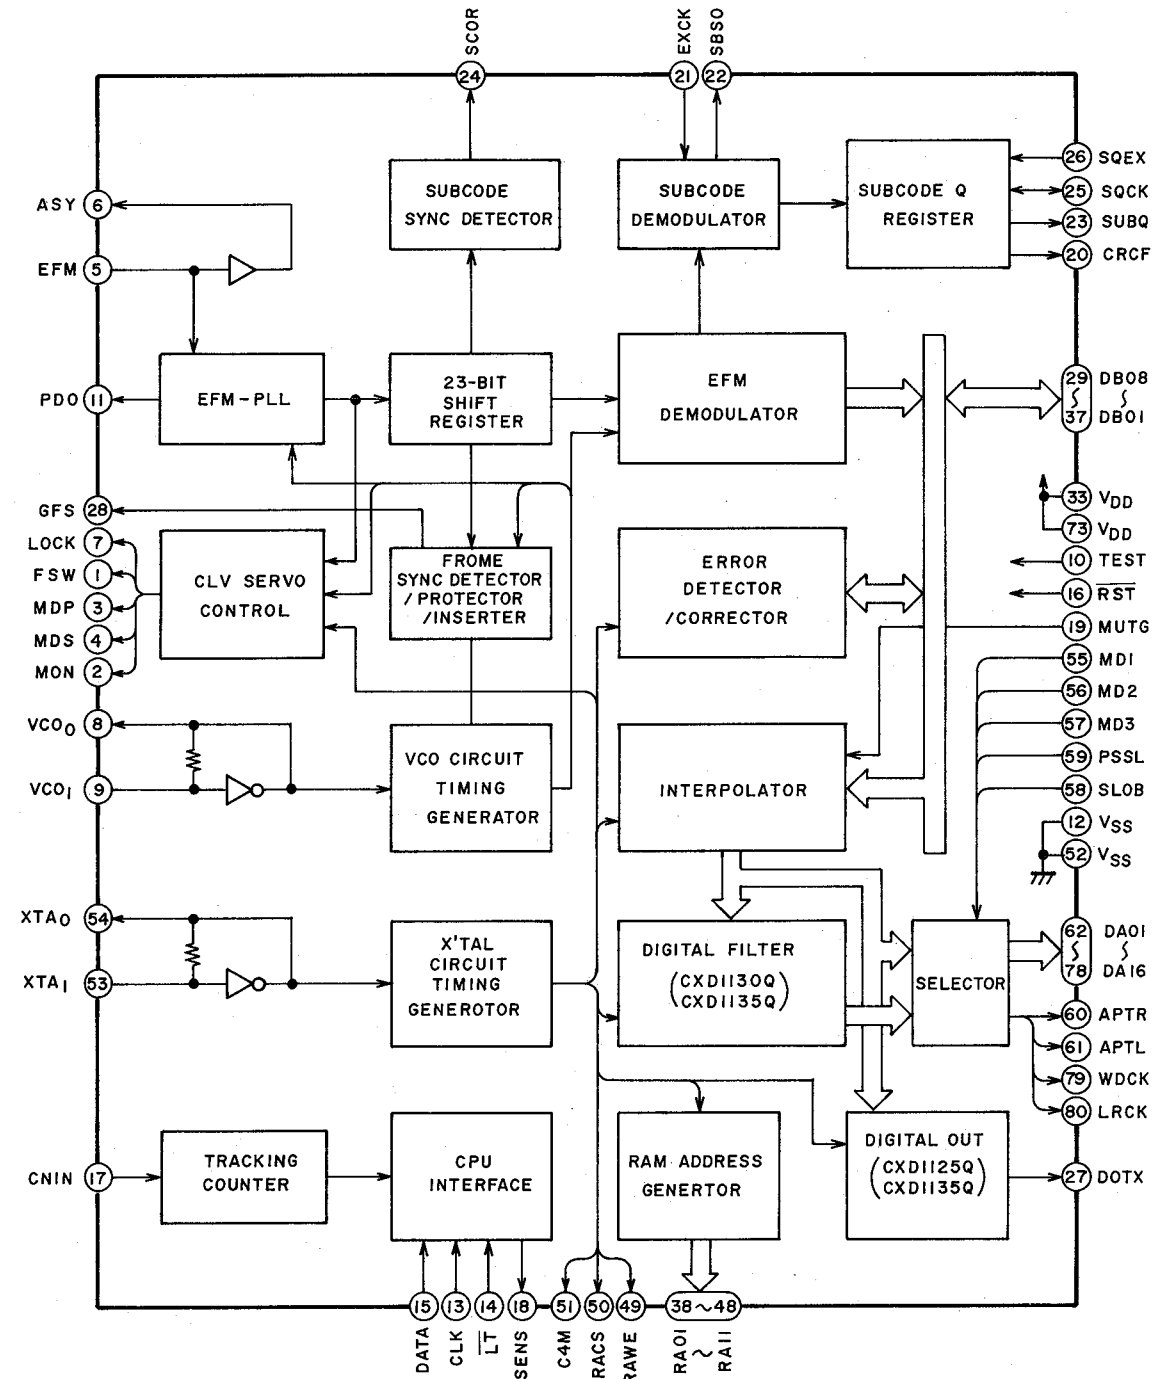 SCOR
24
EXCK
21
SBSO
22
SUBCODE
SYNC DETECTOR
SUBCODE
DEMODULATOR
SUBCODE Q
REGISTER
26 SQEX
25 SQCK
23 SUBQ
20 CRCF
ASY 6
EFM 5
PDO 11
EFM-PLL
23-BIT
SHIFT
REGISTER
EFM
DEMODULATOR
29 DB08
~
37 DB01
GFS 28
LOCK 7
FSW 1
MDP 3
MDS 4
MON 2
CLV SERVO
CONTROL
FROME
SYNC DETECTOR
/PROTECTOR
/INSERTER
ERROR
DETECTOR
/CORRECTOR
33 VDD
73 VDD
10 TEST
16 RST
19 MUTG
55 MD1
56 MD2
57 MD3
59 PSSL
58 SLOB
12 VSS
52 VSS
VCOO 8
VCOI 9
VCO CIRCUIT
TIMING
GENERATOR
INTERPOLATOR
XTAO 54
XTAI 53
X'TAL
CIRCUIT
TIMING
GENEROTOR
DIGITAL FILTER
(CXD1130Q
CXD1135Q)
SELECTOR
62 DA01
~
78 DA16
60 APTR
61 APTL
79 WDCK
80 LRCK
CNIN 17
TRACKING
COUNTER
CPU
INTERFACE
RAM ADDRESS
GENERTOR
DIGITAL OUT
(CXD1125Q
CXD1135Q)
27 DOTX
15 13 14 18 51 50 49 38~48
DATA
CLK
LT
SENS
C4M
RACS
RAWE
RA01
~
RA11